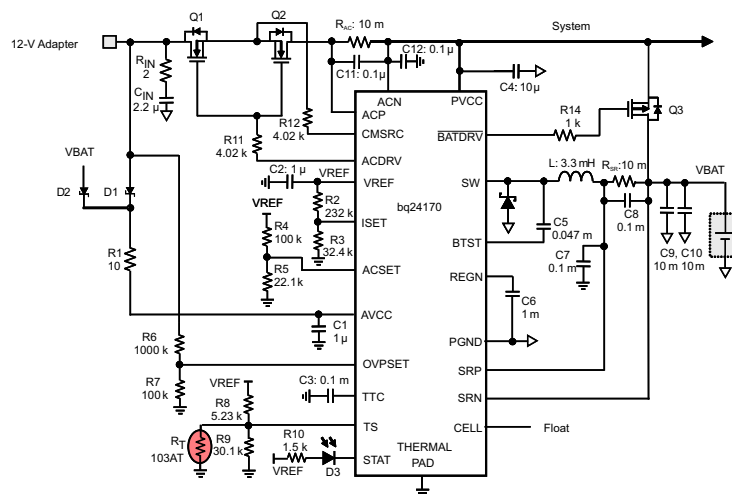 Q1
Q2
R_AC: 10 m
System
12-V Adapter
R_IN
2
C_IN
2.2 µ
C12: 0.1 µ
C11: 0.1 µ
C4: 10 µ
ACN
PVCC
ACP
CMSRC
R12
4.02 k
R11
4.02 k
ACDRV
BATDRV
R14
1 k
Q3
VBAT
D2
D1
C2: 1 µ
VREF
VREF
R2
232 k
ISET
VREF
R4
100 k
R3
32.4 k
bq24170
SW
L: 3.3 mH
R_SR: 10 m
VBAT
C8
0.1 m
C5
0.047 m
BTST
C9, C10
10 m 10 m
C7
0.1 m
R1
10
R5
22.1 k
ACSET
REGN
C6
1 m
AVCC
C1
1 µ
R6
1000 k
PGND
OVPSET
SRP
R7
100 k
C3: 0.1 m
TTC
SRN
VREF
R8
5.23 k
TS
CELL
Float
R_T
103AT
R9
30.1 k
R10
1.5 k
VREF
D3
STAT
THERMAL
PAD